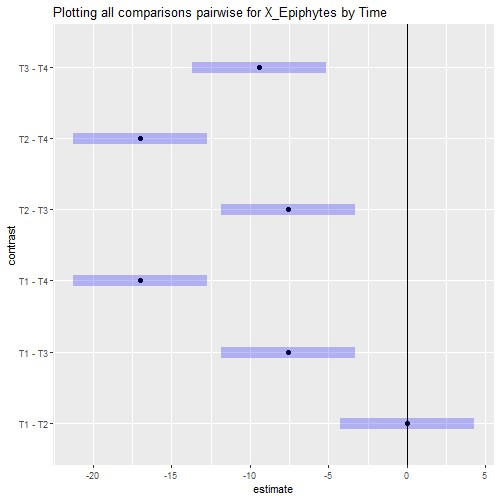 Plotting all comparisons pairwise for X_Epiphytes by Time
T3 - T4
T2 - T4
T2 - T3
T1 - T4
T1 - T3
T1 - T2
contrast
-20 -15 -10 -5 0 5
estimate